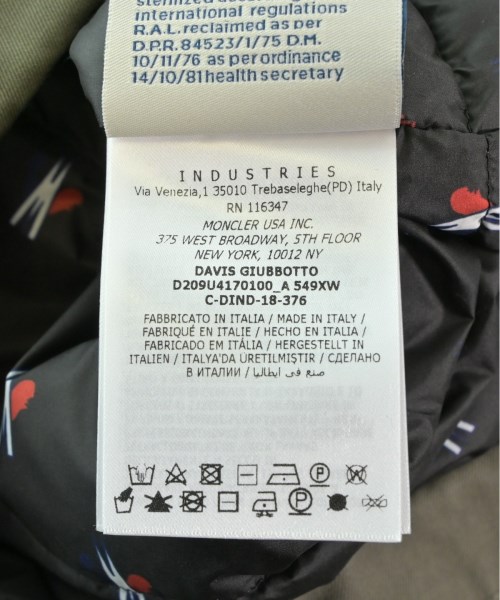 international regulations
R.A.L. reclaimed as per
D.P.R. 84523/1/75 D.M.
10/11/76 as per ordinance
14/10/81 health secretary
INDUSTRIES
Via Venezia,1 35010 Trebaseleghe(PD) Italy
RN 116347
MONCLER USA INC.
375 WEST BROADWAY, 5TH FLOOR
NEW YORK, 10012 NY
DAVIS GIUBBOTTO
D209U4170100_A 549XW
C-DIND-18-376
FABBRICATO IN ITALIA / MADE IN ITALY /
FABRIQUÉ EN ITALIE / HECHO EN ITALIA /
FABRICADO EM ITÁLIA / HERGESTELLT IN
ITALIEN / ITALYA'DA ÜRETILMIŞTIR / СДЕЛАНО
В ИТАЛИИ / صنع في ايطاليا